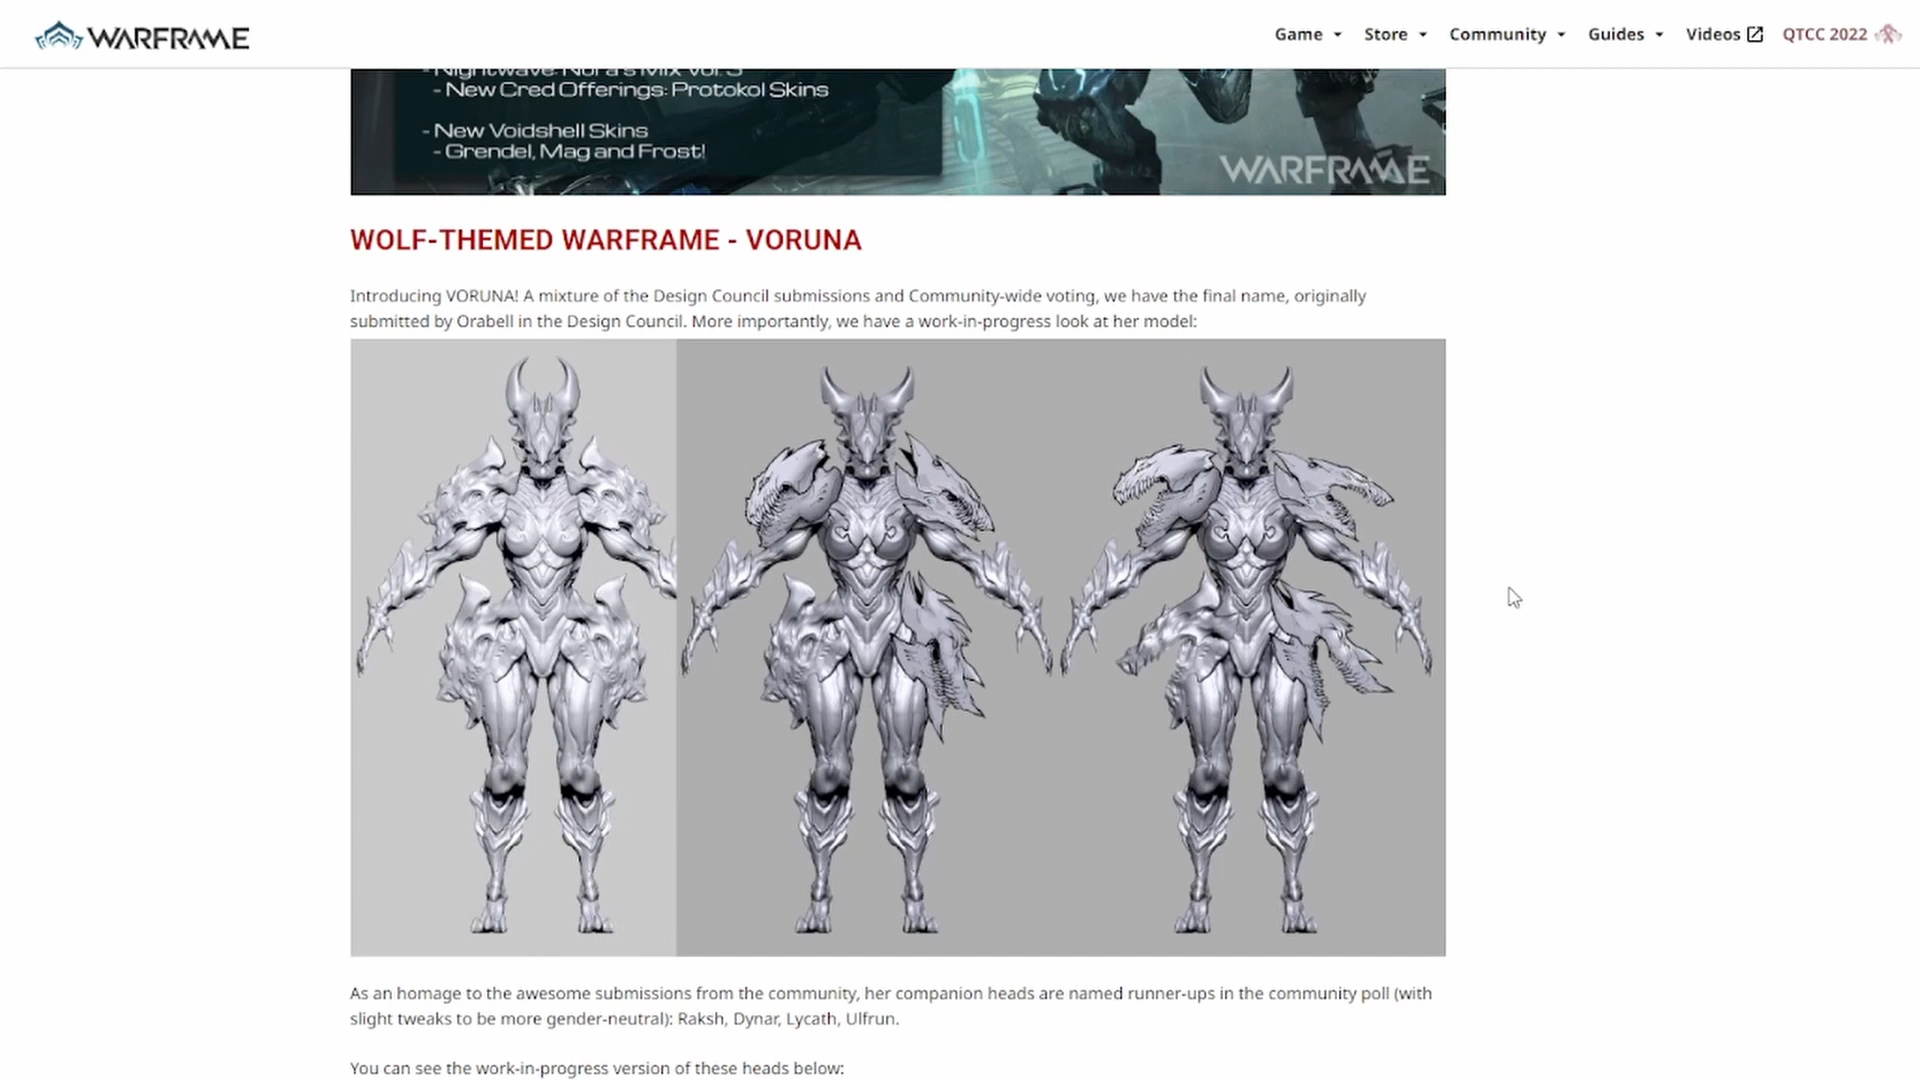 WARFRAME
Game
Store
Community
Guides
Videos
QTCC 2022
- Nightwave: Nora's Mix Vol. 3
- New Cred Offerings: Protokol Skins
- New Voidshell Skins
- Grendel, Mag and Frost!
WARFRAME
WOLF-THEMED WARFRAME - VORUNA
Introducing VORUNA! A mixture of the Design Council submissions and Community-wide voting, we have the final name, originally
submitted by Orabell in the Design Council. More importantly, we have a work-in-progress look at her model:
As an homage to the awesome submissions from the community, her companion heads are named runner-ups in the community poll (with
slight tweaks to be more gender-neutral): Raksh, Dynar, Lycath, Ulfrun.
You can see the work-in-progress version of these heads below: